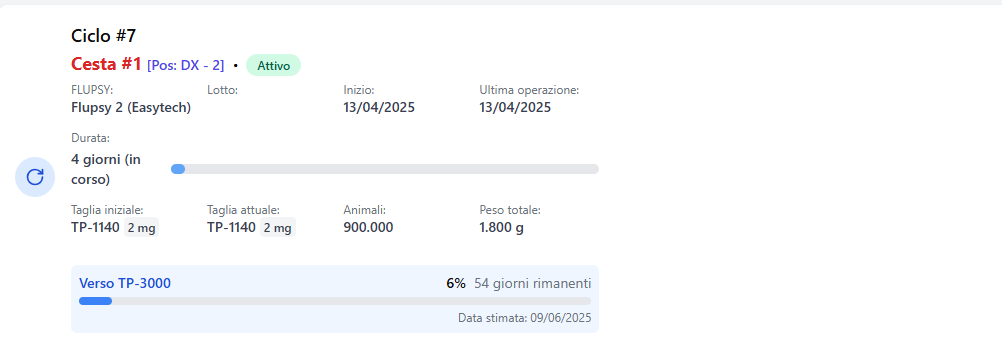 Ciclo #7
Cesta #1 [Pos: DX - 2] • Attivo
FLUPSY: Lotto: Inizio: Ultima operazione:
Flupsy 2 (Easytech) 13/04/2025 13/04/2025
Durata:
4 giorni (in
corso)
Taglia iniziale: Taglia attuale: Animali: Peso totale:
TP-1140 2 mg TP-1140 2 mg 900.000 1.800 g
Verso TP-3000 6% 54 giorni rimanenti
Data stimata: 09/06/2025